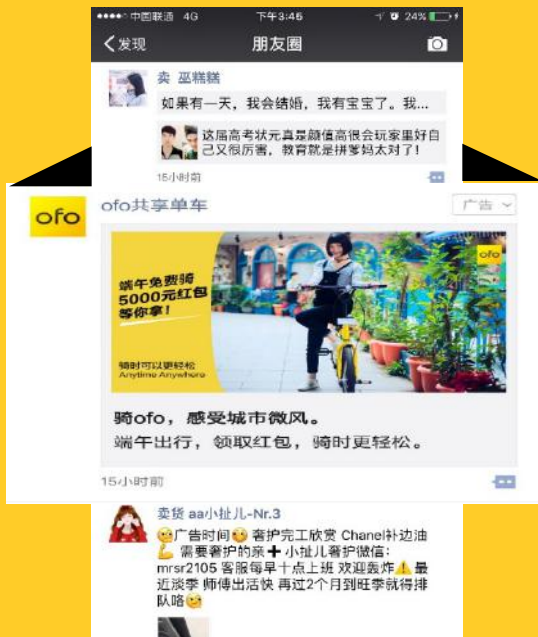 中国联通 4G 下午3:45 24%
发现 朋友圈
卖 巫糕糕
如果有一天，我会结婚，我有宝宝了。我...
这届高考状元真是颜值高很会玩家里好自
己又很厉害，教育就是拼爹妈太对了！
15小时前
ofo
ofo共享单车
广告
ofo
端午免费骑
5000元红包
等你拿！
骑时可以更轻松
Anytime Anywhere
骑ofo，感受城市微风。
端午出行，领取红包，骑时更轻松。
15小时前
卖货 aa小扯儿-Nr.3
🧐广告时间🧐 奢护完工欣赏 Chanel补边油
💪 需要奢护的亲➕小扯儿奢护微信：
mrsr2105 客服每早十点上班 欢迎轰炸⚠️ 最
近淡季 师傅出活快 再过2个月到旺季就得排
队咯🧐